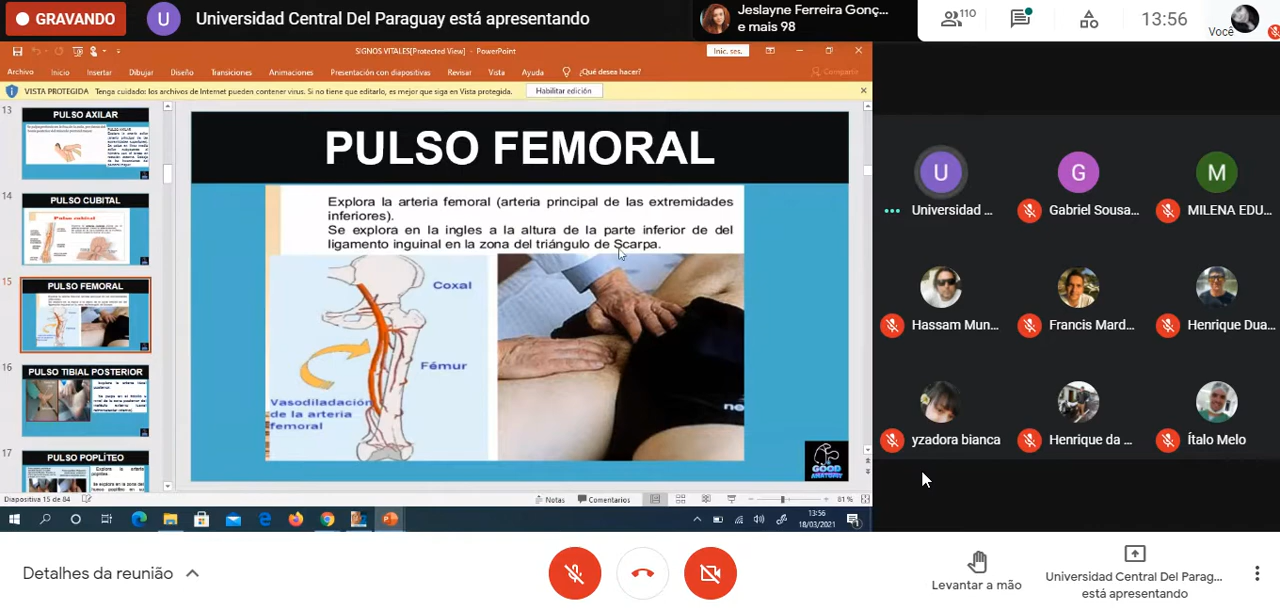 GRAVANDO
U
Universidad Central Del Paraguay está apresentando
Jeslayne Ferreira Gonç...
e mais 98
110
13:56
Você
SIGNOS VITALES[Protected View] - PowerPoint
Inic. ses.
Archivo Inicio Insertar Dibujar Diseño Transiciones Animaciones Presentación con diapositivas Revisar Vista Ayuda ¿Qué desea hacer? Compartir
VISTA PROTEGIDA Tenga cuidado: los archivos de Internet pueden contener virus. Si no tiene que editarlo, es mejor que siga en Vista protegida. Habilitar edición
13
PULSO AXILAR
14
PULSO CUBITAL
Pulso cubital
15
PULSO FEMORAL
16
PULSO TIBIAL POSTERIOR
17
PULSO POPLÍTEO
PULSO FEMORAL
Explora la arteria femoral (arteria principal de las extremidades
inferiores).
Se explora en la ingles a la altura de la parte inferior de del
ligamento inguinal en la zona del triángulo de Scarpa.
Coxal
Fémur
Vasodiladación
de la arteria
femoral
GOOD
ANATOMY
Diapositiva 15 de 84
Notas
Comentarios
81 %
13:56
18/03/2021
U
G
M
Universidad ...
Gabriel Sousa...
MILENA EDU...
Hassam Mun...
Francis Mard...
Henrique Dua...
yzadora bianca
Henrique da ...
Ítalo Melo
Detalhes da reunião
Levantar a mão
Universidad Central Del Parag...
está apresentando